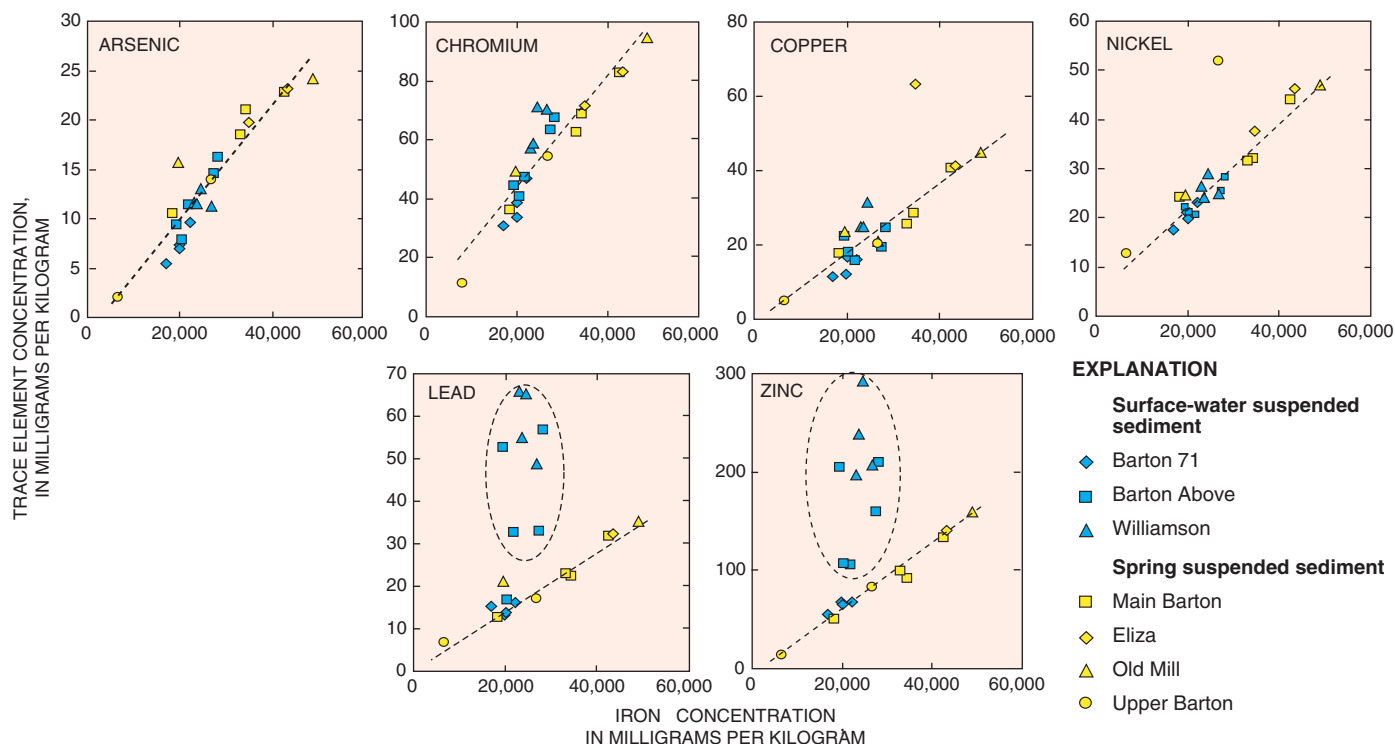 TRACE ELEMENT CONCENTRATION,
IN MILLIGRAMS PER KILOGRAM
ARSENIC
30
25
20
15
10
5
0
0 20,000 40,000 60,000
CHROMIUM
100
80
60
40
20
0
0 20,000 40,000 60,000
COPPER
80
60
40
20
0
0 20,000 40,000 60,000
NICKEL
60
50
40
30
20
10
0
0 20,000 40,000 60,000
LEAD
70
60
50
40
30
20
10
0
0 20,000 40,000 60,000
ZINC
300
200
100
0
0 20,000 40,000 60,000
IRON CONCENTRATION
IN MILLIGRAMS PER KILOGRAM
EXPLANATION
Surface-water suspended
sediment
Barton 71
Barton Above
Williamson
Spring suspended sediment
Main Barton
Eliza
Old Mill
Upper Barton